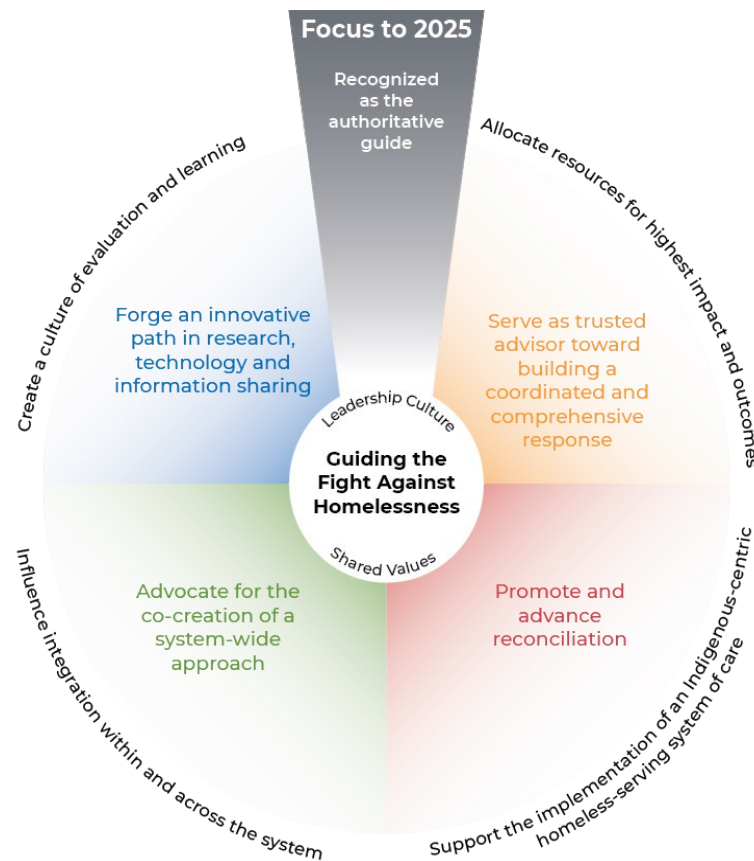 Focus to 2025
Recognized
as the
authoritative
guide
Create a culture of evaluation and learning
Allocate resources for highest impact and outcomes
Forge an innovative
path in research,
technology and
information sharing
Serve as trusted
advisor toward
building a
coordinated and
comprehensive
response
Leadership Culture
Guiding the
Fight Against
Homelessness
Shared Values
Advocate for the
co-creation of a
system-wide
approach
Promote and
advance
reconciliation
Influence integration within and across the system
Support the implementation of an Indigenous-centric
homeless-serving system of care